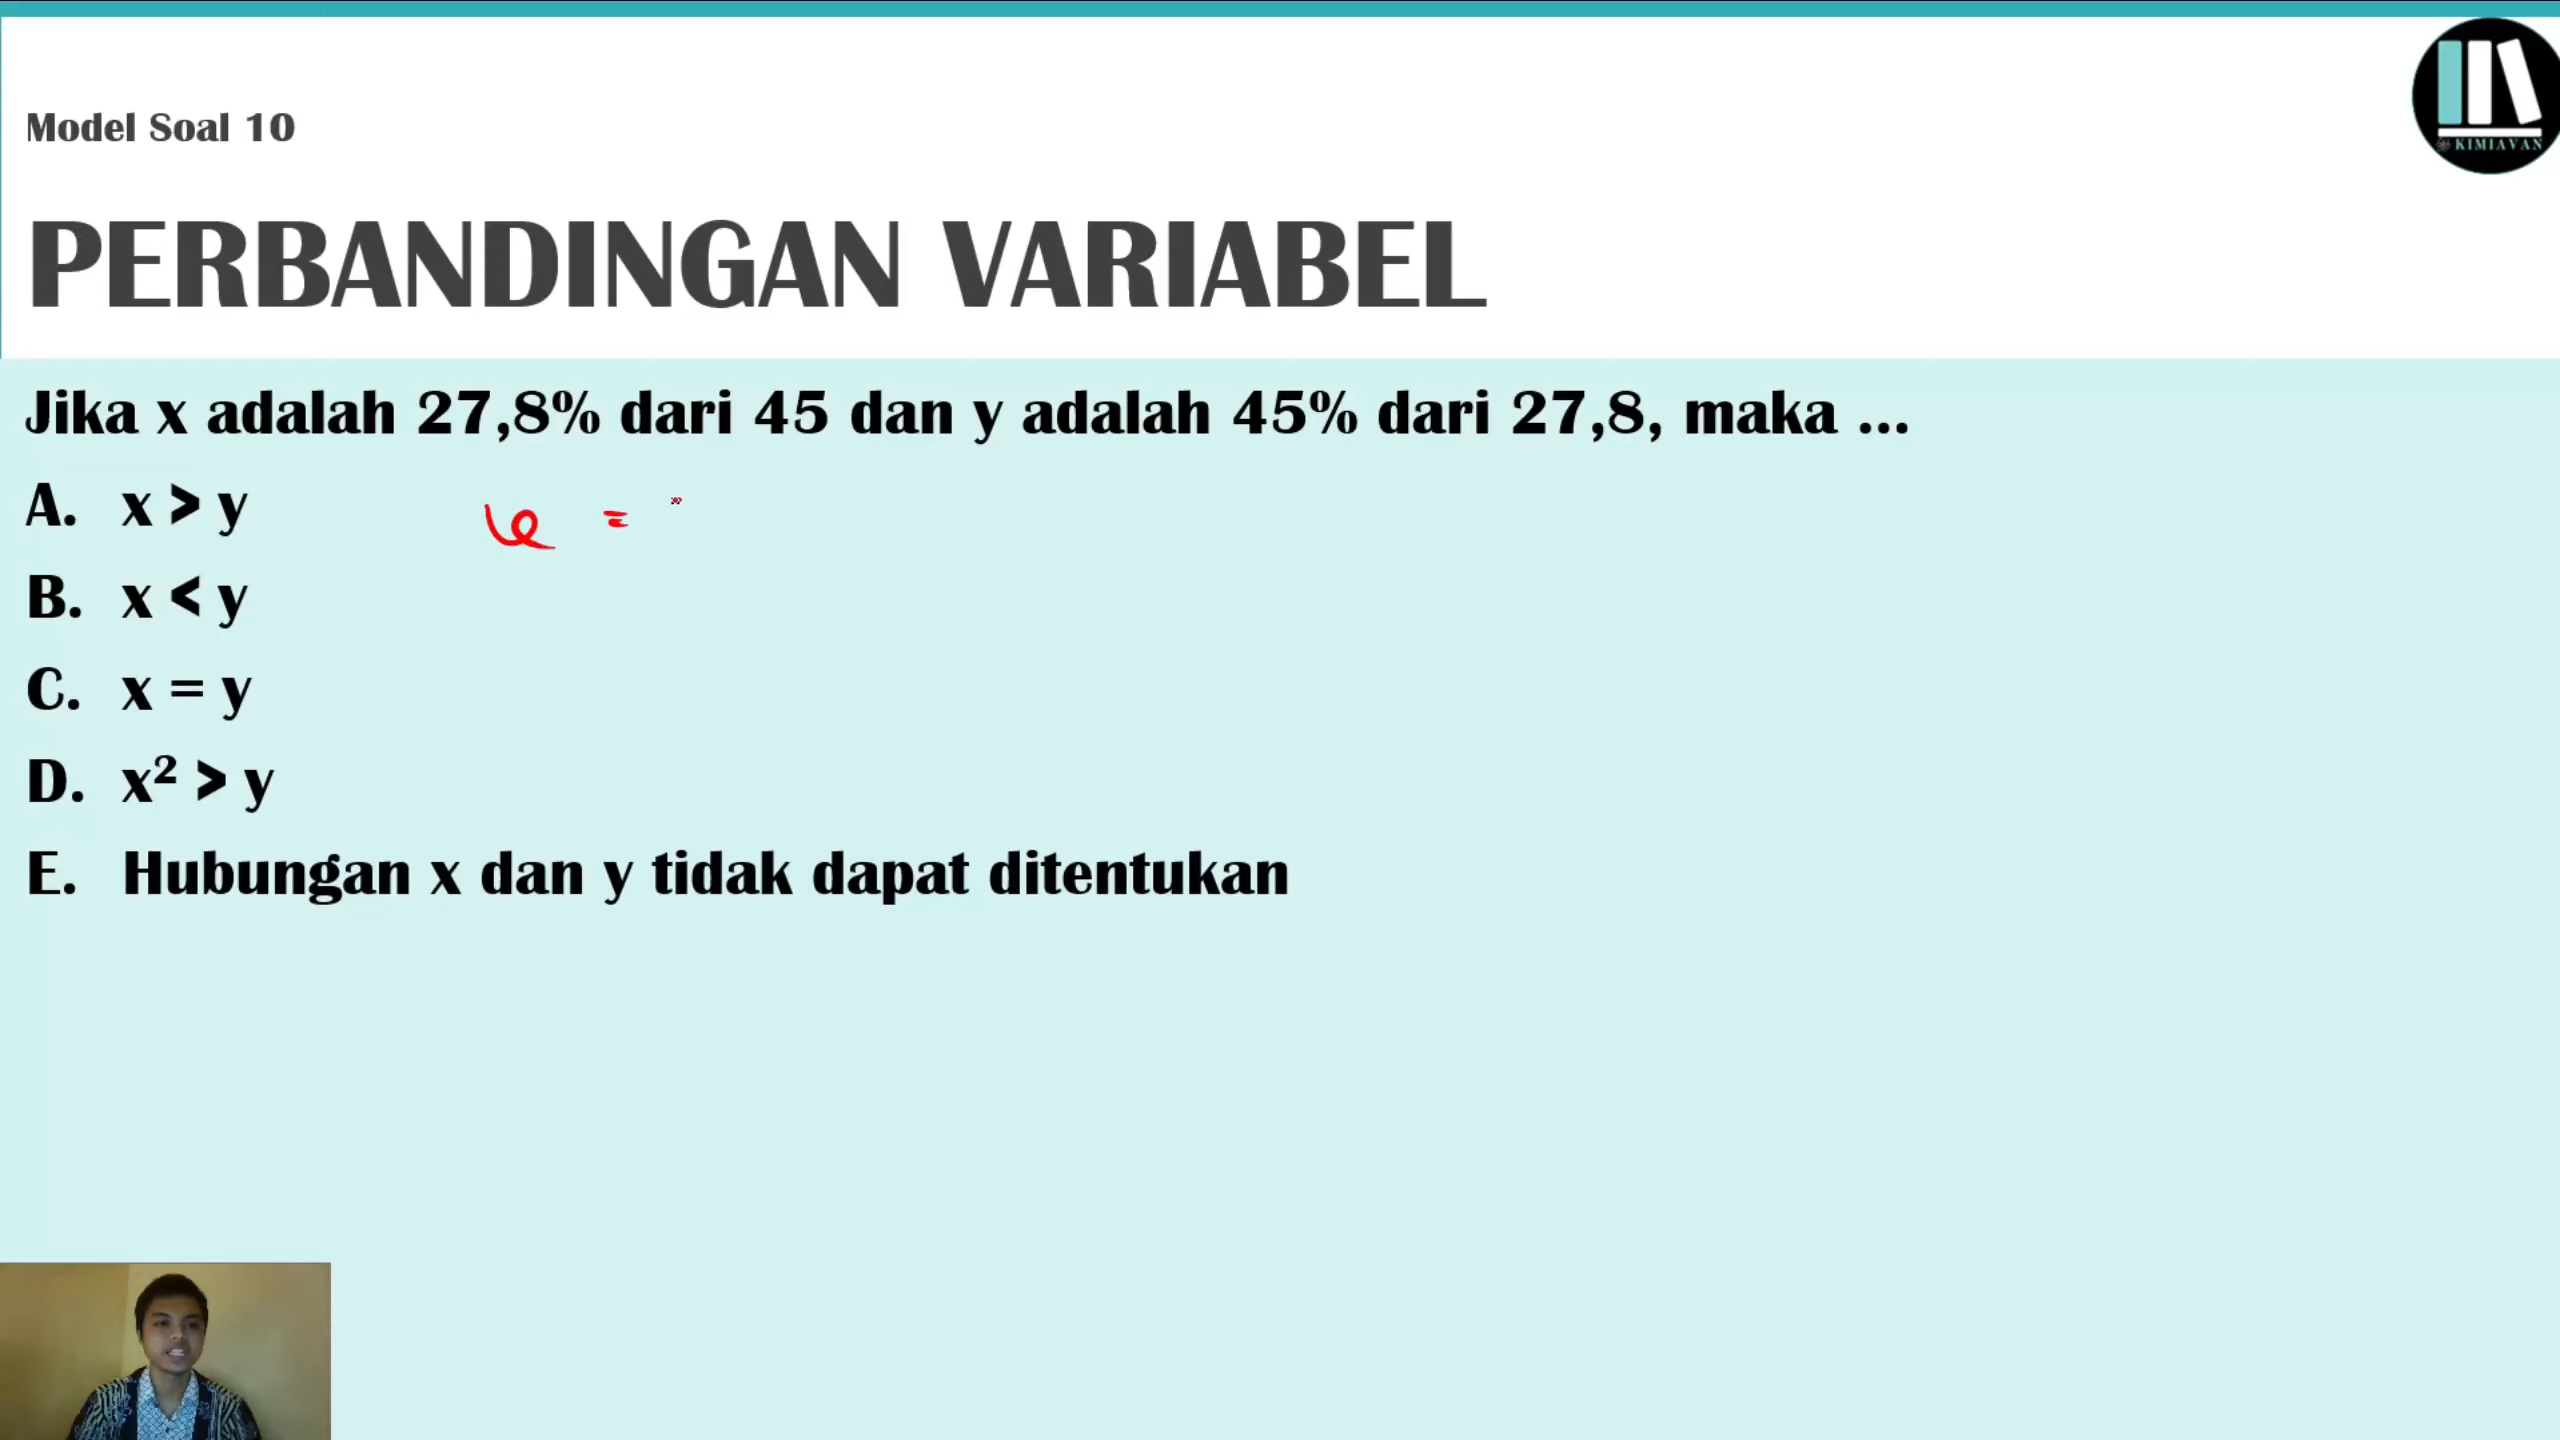 KIMIAVAN
Model Soal 10
PERBANDINGAN VARIABEL
Jika x adalah 27,8% dari 45 dan y adalah 45% dari 27,8, maka ...
A. x > y
=
B. x < y
C. x = y
D. x² > y
E. Hubungan x dan y tidak dapat ditentukan